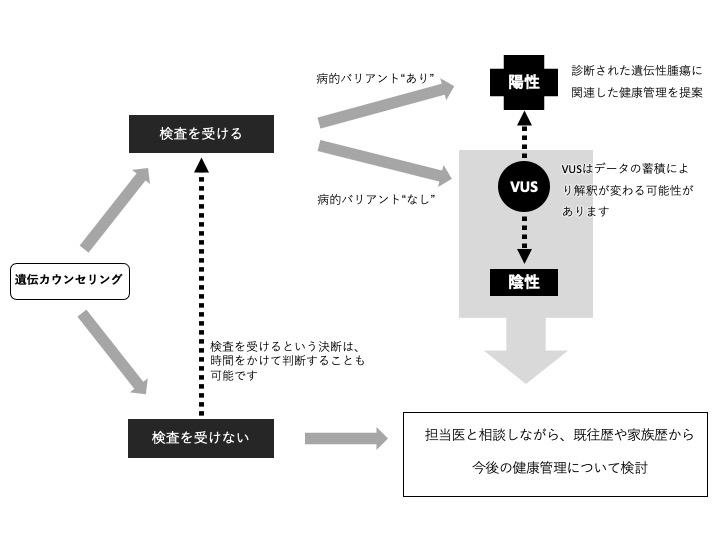 病的バリアント“あり”
陽性
診断された遺伝性腫瘍に
関連した健康管理を提案
検査を受ける
VUS
VUSはデータの蓄積によ
り解釈が変わる可能性が
あります
病的バリアント“なし”
遺伝カウンセリング
陰性
検査を受けるという決断は、
時間をかけて判断することも
可能です
検査を受けない
担当医と相談しながら、既往歴や家族歴から
今後の健康管理について検討